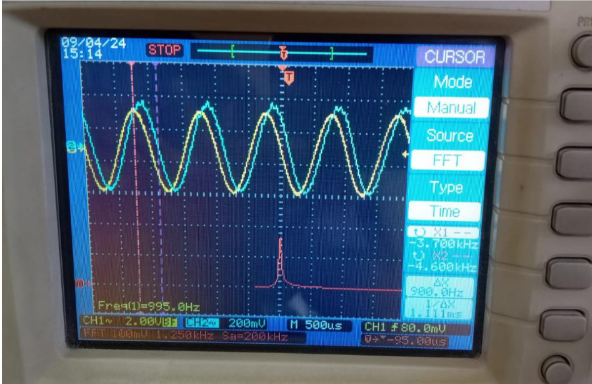 09/04/24
15:14
STOP
T
CURSOR
Mode
Manual
Source
FFT
Type
Time
X1 --
-3.700kHz
X2 --
-4.600kHz
ΔX
900.0Hz
1/ΔX
1.111ms
Freq(1)=995.0Hz
CH1~ 2.00V BF CH2~ 200mV M 500us CH1 80.0mV
FFT 100mV 1.250kHz Sa=200kHz -95.00us